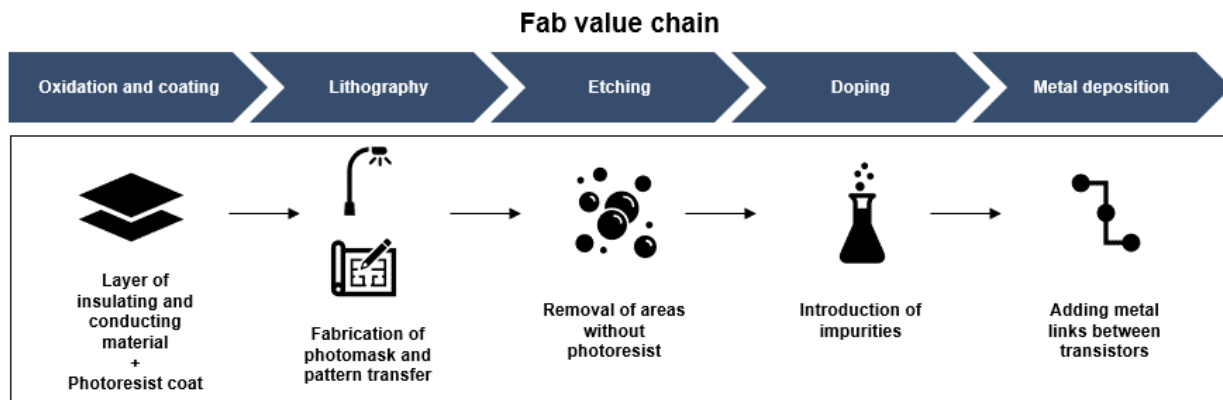 Fab value chain
Oxidation and coating
Lithography
Etching
Doping
Metal deposition
Layer of
insulating and
conducting
material
+
Photoresist coat
Fabrication of
photomask and
pattern transfer
Removal of areas
without
photoresist
Introduction of
impurities
Adding metal
links between
transistors